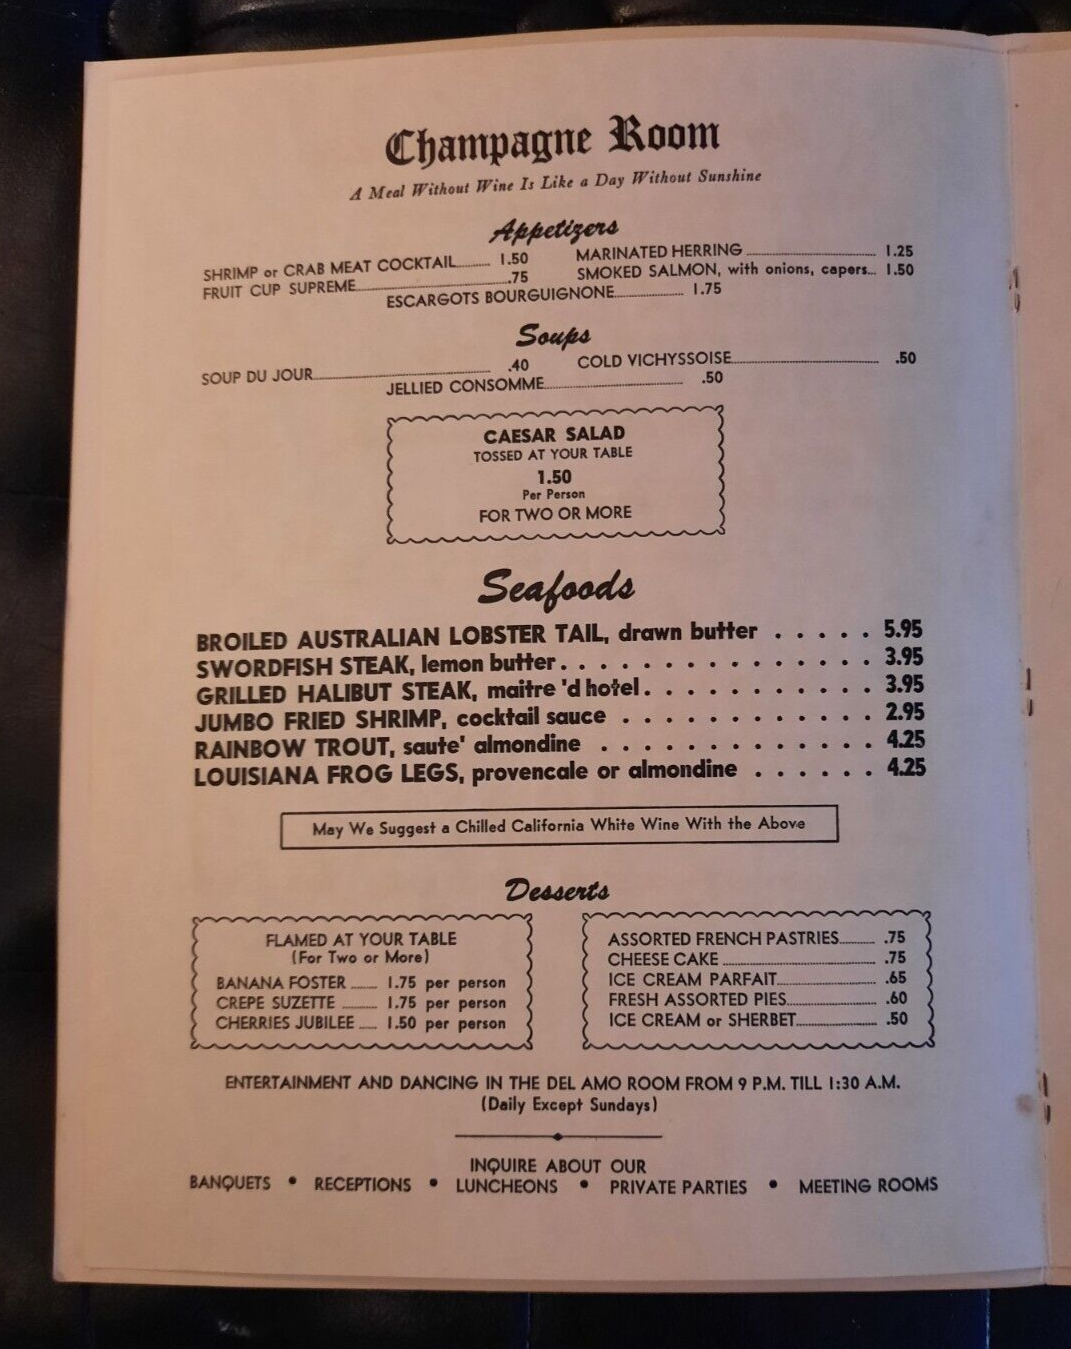 Champagne Room
A Meal Without Wine Is Like a Day Without Sunshine
Appetizers
SHRIMP or CRAB MEAT COCKTAIL 1.50
MARINATED HERRING 1.25
FRUIT CUP SUPREME .75
SMOKED SALMON, with onions, capers 1.50
ESCARGOTS BOURGUIGNONE 1.75
Soups
SOUP DU JOUR .40
COLD VICHYSSOISE .50
JELLIED CONSOMME .50
CAESAR SALAD
TOSSED AT YOUR TABLE
1.50
Per Person
FOR TWO OR MORE
Seafoods
BROILED AUSTRALIAN LOBSTER TAIL, drawn butter . . . . . 5.95
SWORDFISH STEAK, lemon butter . . . . . . . . . . . . . 3.95
GRILLED HALIBUT STEAK, maitre 'd hotel . . . . . . . . . 3.95
JUMBO FRIED SHRIMP, cocktail sauce . . . . . . . . . . 2.95
RAINBOW TROUT, saute' almondine . . . . . . . . . . . 4.25
LOUISIANA FROG LEGS, provencale or almondine . . . . . . 4.25
May We Suggest a Chilled California White Wine With the Above
Desserts
FLAMED AT YOUR TABLE
(For Two or More)
BANANA FOSTER 1.75 per person
CREPE SUZETTE 1.75 per person
CHERRIES JUBILEE 1.50 per person
ASSORTED FRENCH PASTRIES .75
CHEESE CAKE .75
ICE CREAM PARFAIT .65
FRESH ASSORTED PIES .60
ICE CREAM or SHERBET .50
ENTERTAINMENT AND DANCING IN THE DEL AMO ROOM FROM 9 P.M. TILL 1:30 A.M.
(Daily Except Sundays)
INQUIRE ABOUT OUR
BANQUETS • RECEPTIONS • LUNCHEONS • PRIVATE PARTIES • MEETING ROOMS